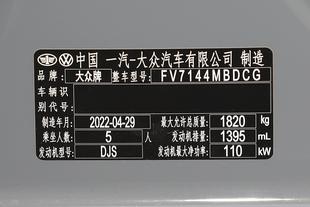 中国 一汽-大众汽车有限公司 制造
品牌: 大众牌 整车型号: FV7144MBDCG
车辆识别代号:
制造年月 2022-04-29 最大允许总质量 1820 kg
乘坐人数 5 人 发动机排量 1395 mL
发动机型号 DJS 发动机最大净功率 110 kW